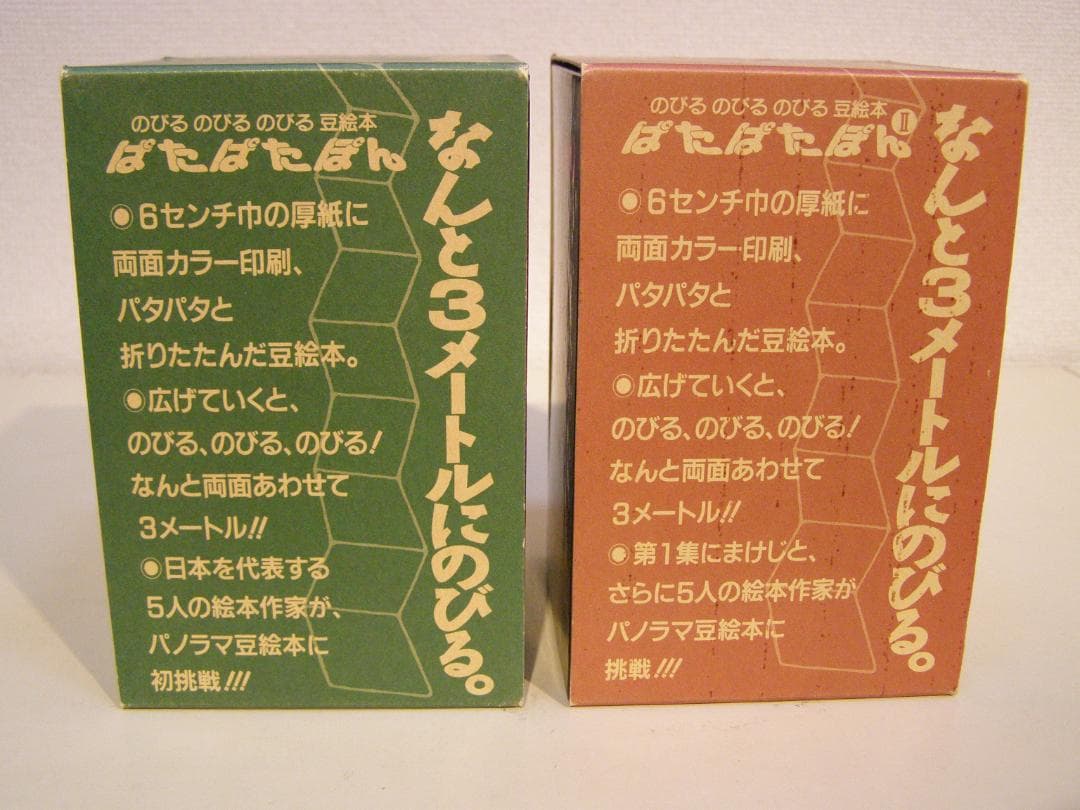 のびる のびる のびる 豆絵本
ぱたぱたぽん
なんと3メートルにのびる。
●6センチ巾の厚紙に
両面カラー印刷、
パタパタと
折りたたんだ豆絵本。
●広げていくと、
のびる、のびる、のびる!
なんと両面あわせて
3メートル!!
●日本を代表する
5人の絵本作家が、
パノラマ豆絵本に
初挑戦!!!
のびる のびる のびる 豆絵本
ぱたぱたぽん Ⅱ
なんと3メートルにのびる。
●6センチ巾の厚紙に
両面カラー印刷、
パタパタと
折りたたんだ豆絵本。
●広げていくと、
のびる、のびる、のびる!
なんと両面あわせて
3メートル!!
●第1集にまけじと、
さらに5人の絵本作家が
パノラマ豆絵本に
挑戦!!!